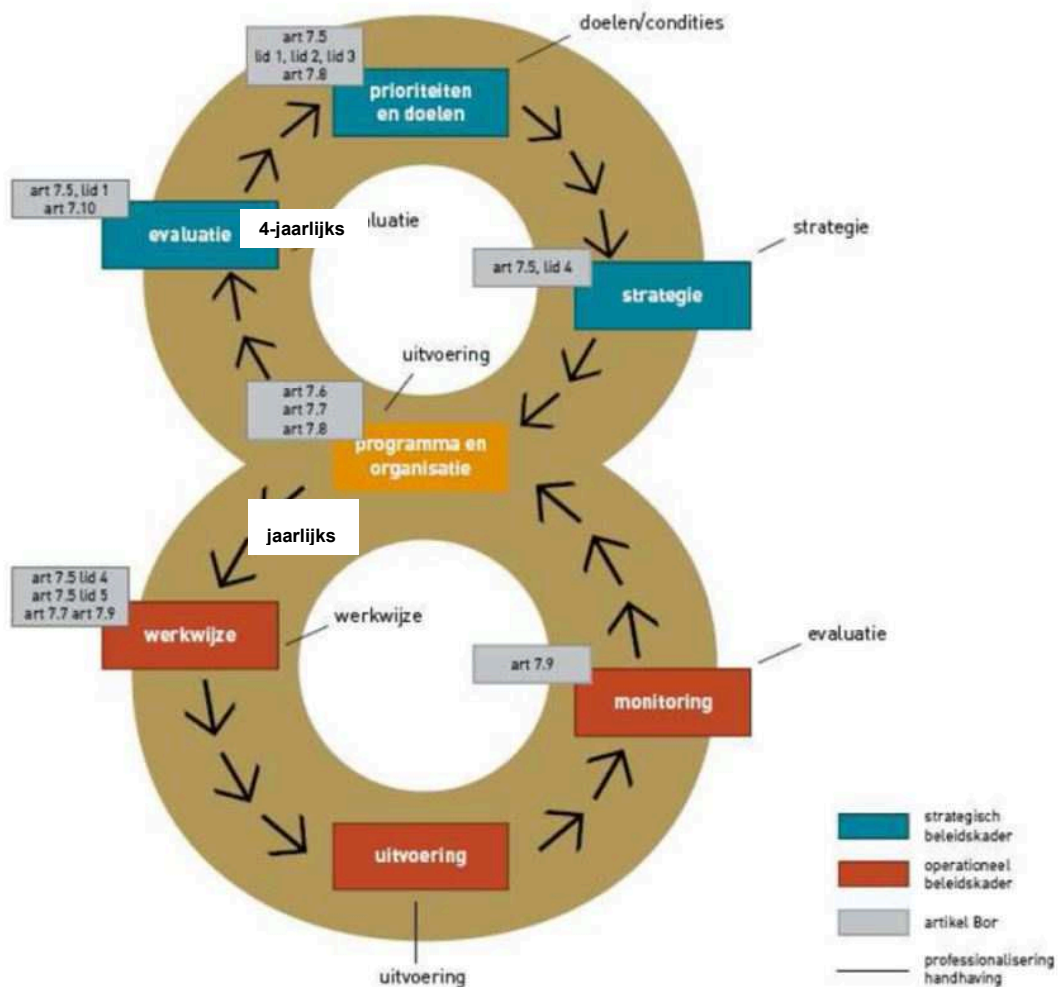 doelen/condities
art 7.5
lid 1, lid 2, lid 3
art 7.8
prioriteiten
en doelen
art 7.5, lid 1
art 7.10
evaluatie
4-jaarlijks
luatie
strategie
art 7.5, lid 4
strategie
uitvoering
art 7.6
art 7.7
art 7.8
programma en
organisatie
jaarlijks
art 7.5 lid 4
art 7.5 lid 5
art 7.7 art 7.9
werkwijze
werkwijze
evaluatie
art 7.9
monitoring
uitvoering
uitvoering
strategisch
beleidskader
operationeel
beleidskader
artikel Bor
professionalisering
handhaving